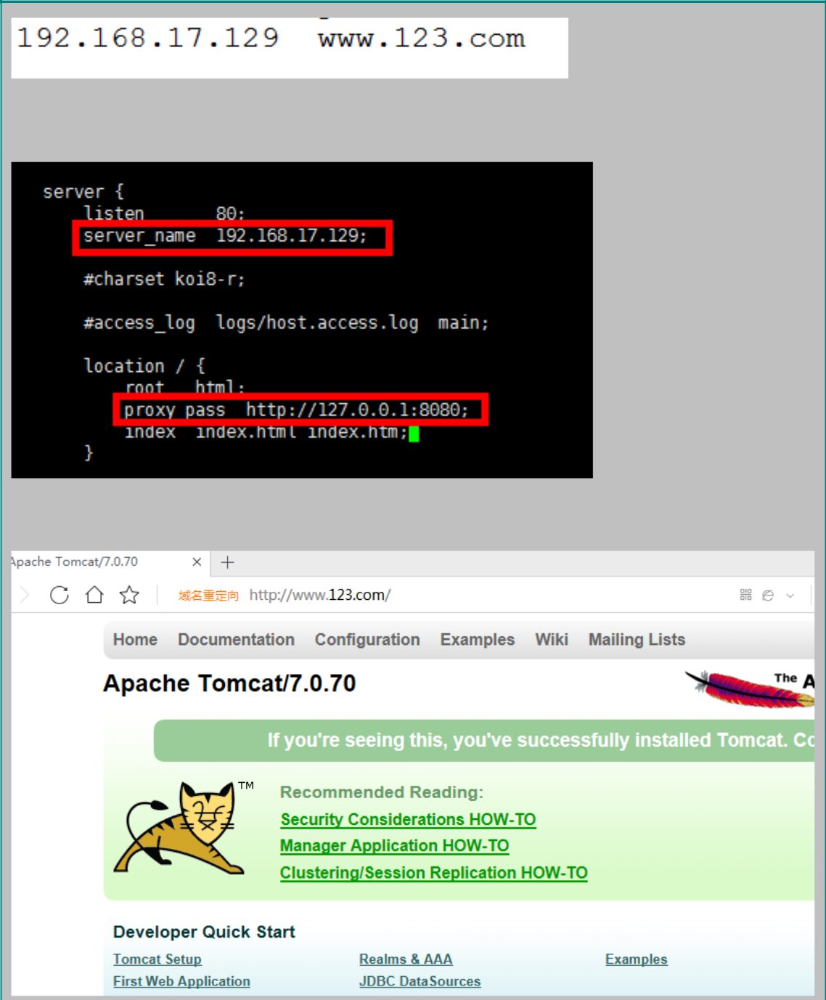 192.168.17.129 www.123.com
server {
listen 80;
server_name 192.168.17.129;
#charset koi8-r;
#access_log logs/host.access.log main;
location / {
root html;
proxy_pass http://127.0.0.1:8080;
index index.html index.htm;
}
Apache Tomcat/7.0.70
域名重定向 http://www.123.com/
Home Documentation Configuration Examples Wiki Mailing Lists
Apache Tomcat/7.0.70
The A
If you're seeing this, you've successfully installed Tomcat. Co
TM
Recommended Reading:
Security Considerations HOW-TO
Manager Application HOW-TO
Clustering/Session Replication HOW-TO
Developer Quick Start
Tomcat Setup Realms & AAA Examples
First Web Application JDBC DataSources